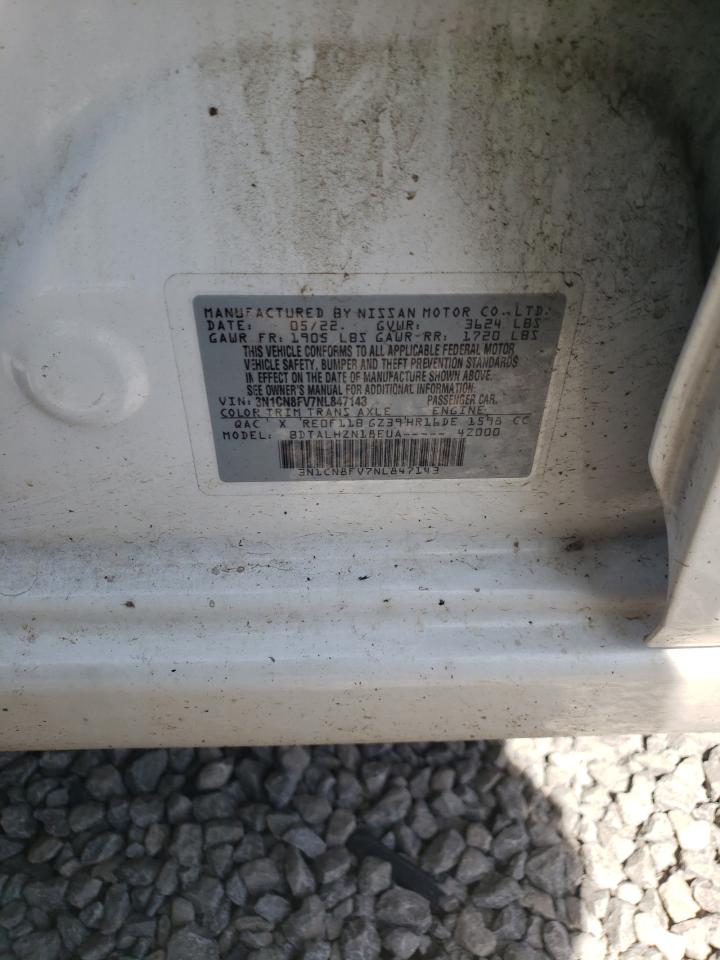 MANUFACTURED BY NISSAN MOTOR CO., LTD.
DATE: 05/22. GVWR: 3624 LBS
GAWR FR: 1905 LBS GAWR-RR: 1720 LBS
THIS VEHICLE CONFORMS TO ALL APPLICABLE FEDERAL MOTOR
VEHICLE SAFETY, BUMPER AND THEFT PREVENTION STANDARDS
IN EFFECT ON THE DATE OF MANUFACTURE SHOWN ABOVE.
SEE OWNER'S MANUAL FOR ADDITIONAL INFORMATION.
VIN: 3N1CN8FV7NL847143 PASSENGER CAR.
COLOR TRIM TRANS AXLE ENGINE
QAC X RE0F11B GZ39 HR16DE 1598 CC
MODEL: BDTALHZN18EUA----- 42000
3N1CN8FV7NL847143